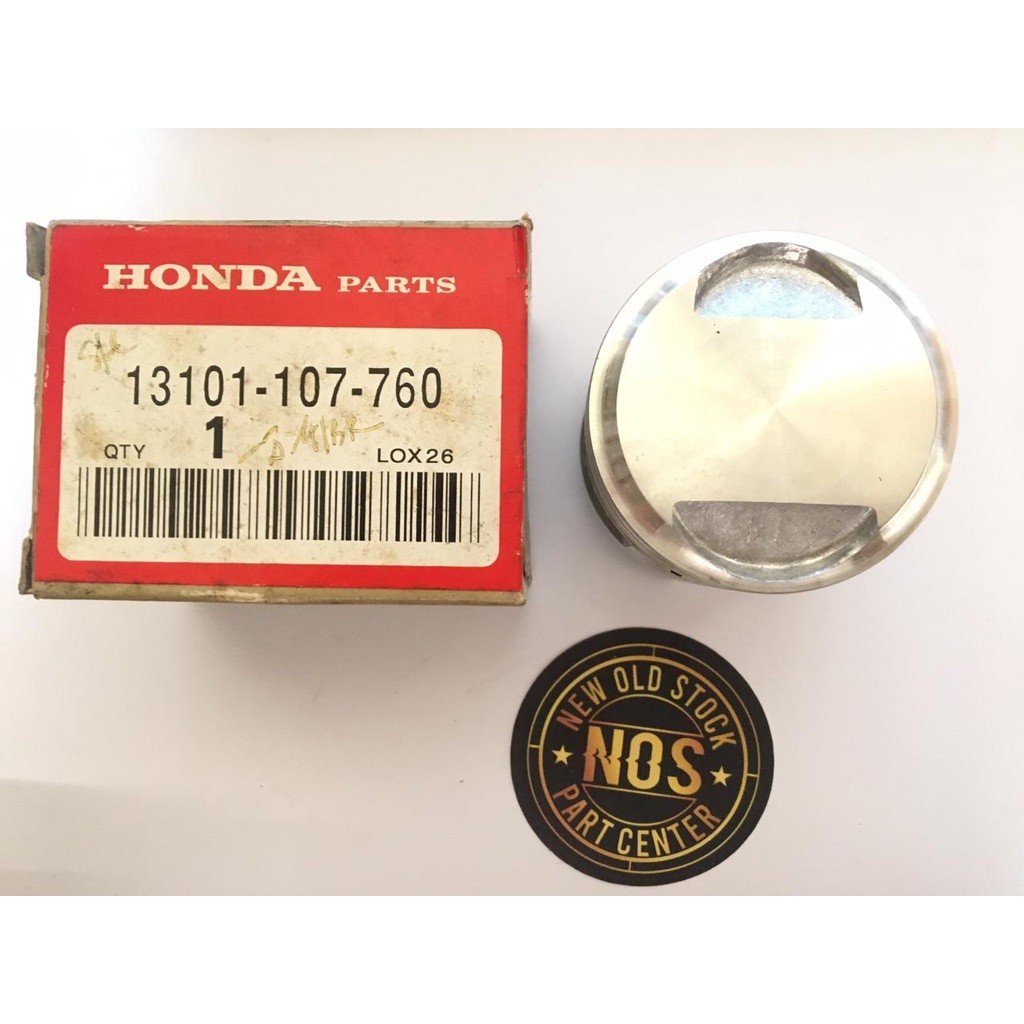 HONDA PARTS
13101-107-760
1
QTY
LOX26
NEW OLD STOCK
NOS
PART CENTER